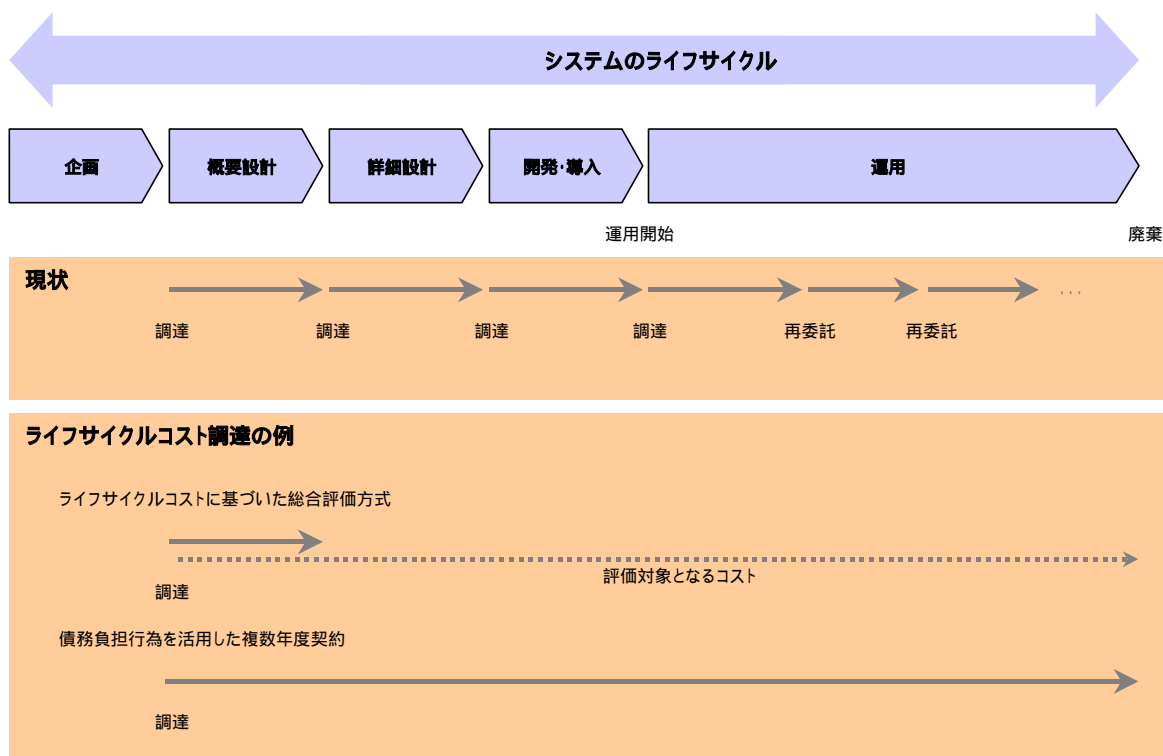 システムのライフサイクル
企画
概要設計
詳細設計
開発・導入
運用
運用開始
廃棄
現状
...
調達
調達
調達
調達
再委託
再委託
ライフサイクルコスト調達の例
ライフサイクルコストに基づいた総合評価方式
評価対象となるコスト
調達
債務負担行為を活用した複数年度契約
調達